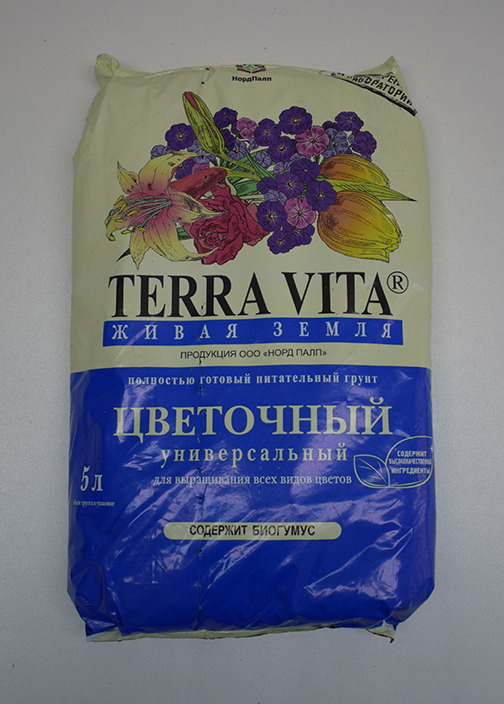 НордПалп
ЛАБОРАТОРИИ
TERRA VITA®
ЖИВАЯ ЗЕМЛЯ
ПРОДУКЦИЯ ООО «НОРД ПАЛП»
ПОЛНОСТЬЮ ГОТОВЫЙ ПИТАТЕЛЬНЫЙ ГРУНТ
ЦВЕТОЧНЫЙ
универсальный
для выращивания всех видов цветов
СОДЕРЖИТ
ВЫСОКОКАЧЕСТВЕННЫЕ
ИНГРЕДИЕНТЫ
5 л
СОДЕРЖИТ БИОГУМУС